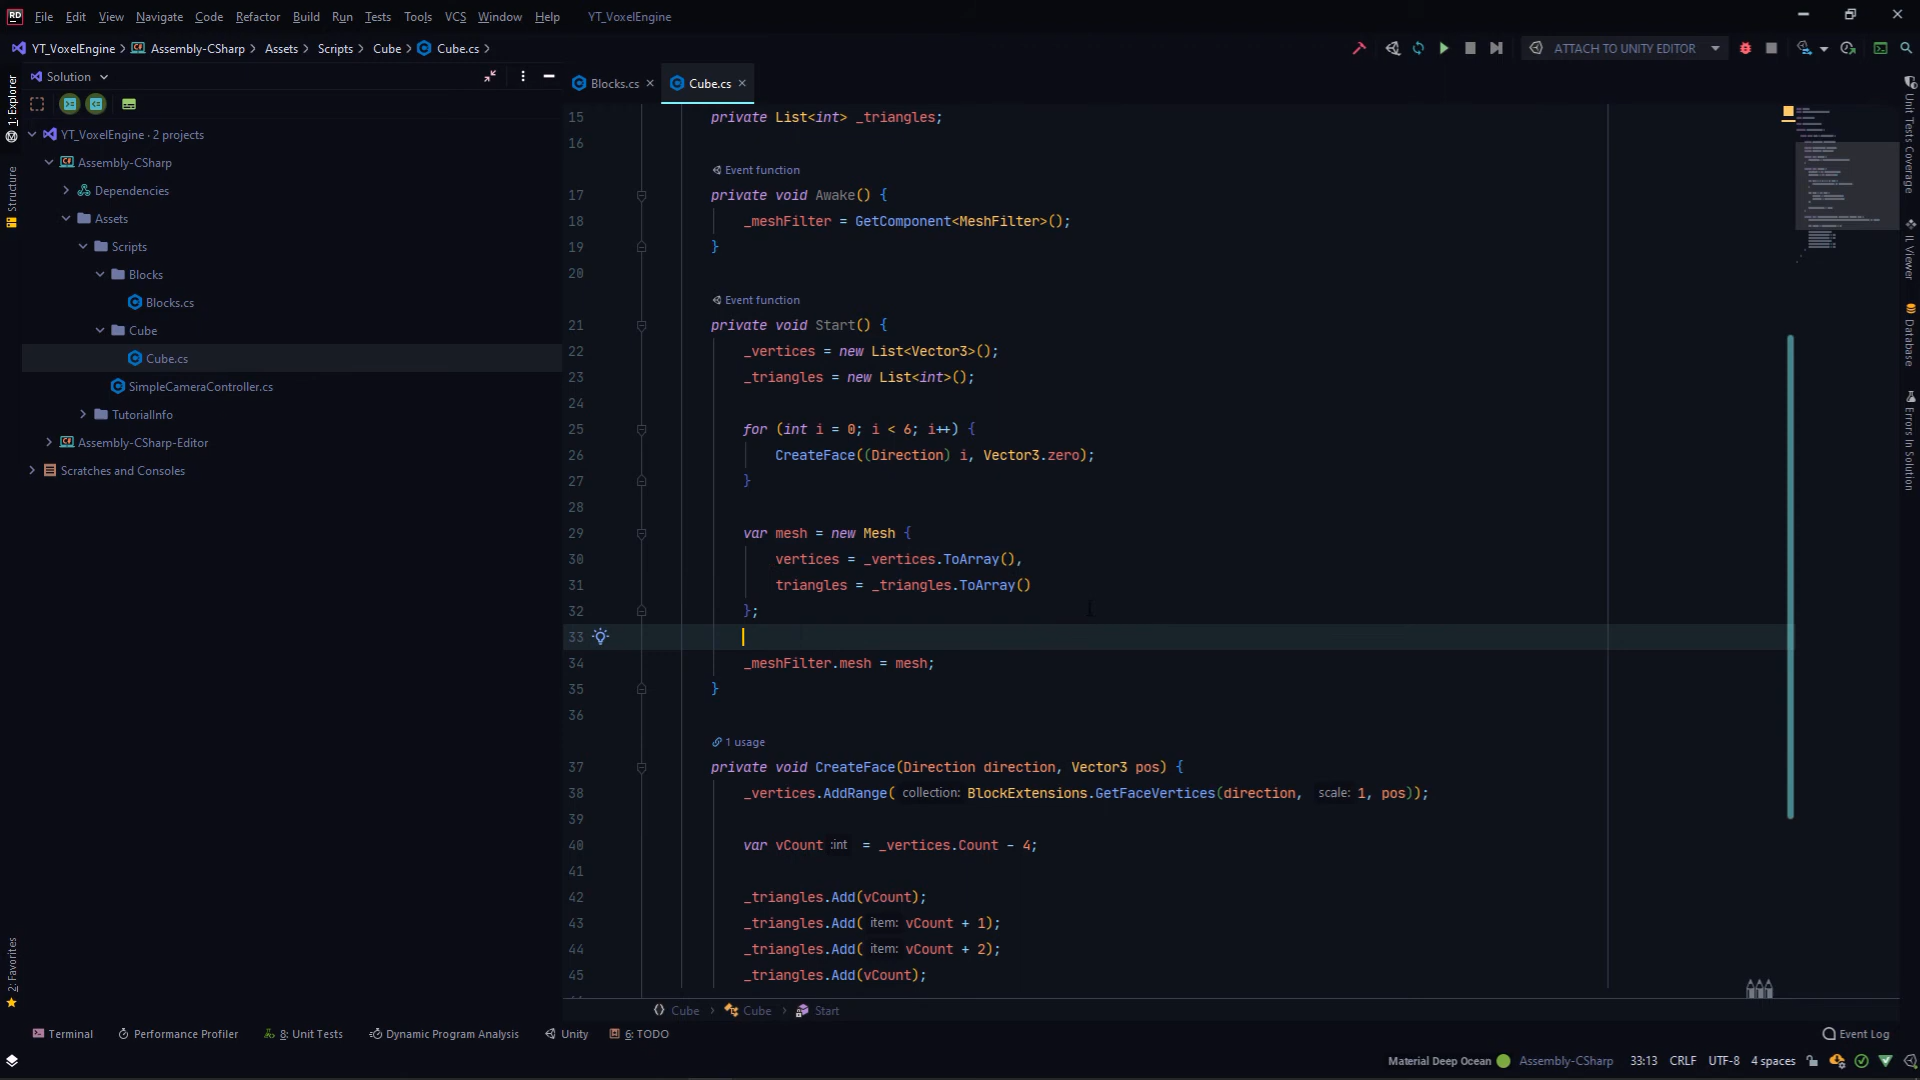 RD File Edit View Navigate Code Refactor Build Run Tests Tools VCS Window Help YT_VoxelEngine
YT_VoxelEngine > Assembly-CSharp > Assets > Scripts > Cube > Cube.cs >
ATTACH TO UNITY EDITOR
1: Explorer
Structure
2: Favorites
Solution
YT_VoxelEngine · 2 projects
Assembly-CSharp
Dependencies
Assets
Scripts
Blocks
Blocks.cs
Cube
Cube.cs
SimpleCameraController.cs
TutorialInfo
Assembly-CSharp-Editor
Scratches and Consoles
Blocks.cs Cube.cs
15 private List<int> _triangles;
16
Event function
17 private void Awake() {
18 _meshFilter = GetComponent<MeshFilter>();
19 }
20
Event function
21 private void Start() {
22 _vertices = new List<Vector3>();
23 _triangles = new List<int>();
24
25 for (int i = 0; i < 6; i++) {
26 CreateFace((Direction) i, Vector3.zero);
27 }
28
29 var mesh = new Mesh {
30 vertices = _vertices.ToArray(),
31 triangles = _triangles.ToArray()
32 };
33
34 _meshFilter.mesh = mesh;
35 }
36
1 usage
37 private void CreateFace(Direction direction, Vector3 pos) {
38 _vertices.AddRange( collection: BlockExtensions.GetFaceVertices(direction, scale: 1, pos));
39
40 var vCount :int = _vertices.Count - 4;
41
42 _triangles.Add(vCount);
43 _triangles.Add( item: vCount + 1);
44 _triangles.Add( item: vCount + 2);
45 _triangles.Add(vCount);
Unit Tests Coverage
IL Viewer
Database
Errors In Solution
Cube > Cube > Start
Terminal Performance Profiler 8: Unit Tests Dynamic Program Analysis Unity 6: TODO Event Log
Material Deep Ocean Assembly-CSharp 33:13 CRLF UTF-8 4 spaces